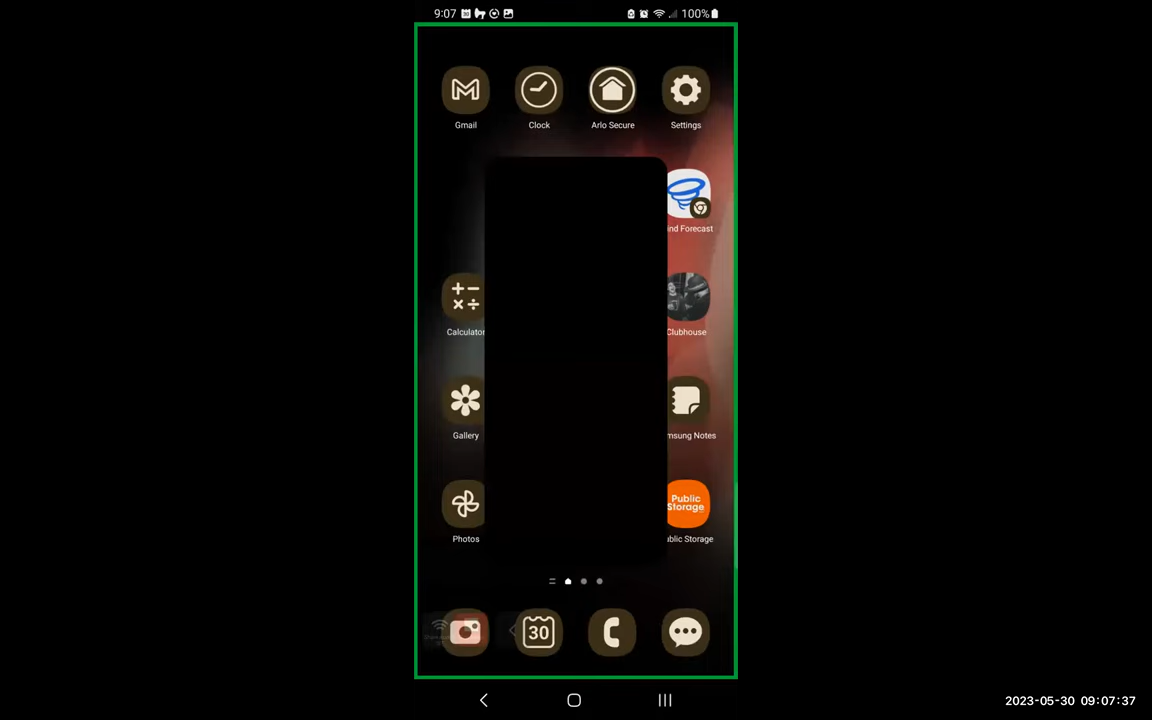 9:07
100%
Gmail
Clock
Arlo Secure
Settings
ind Forecast
Calculator
Clubhouse
Gallery
msung Notes
Public
Storage
Photos
ublic Storage
30
2023-05-30 09:07:37